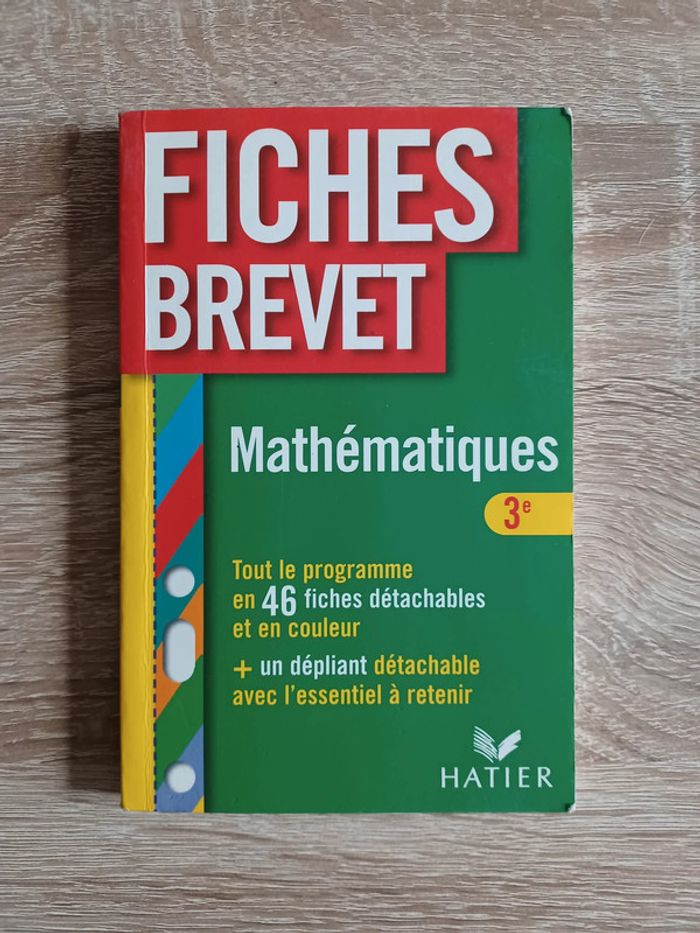 FICHES
BREVET
Mathématiques
3e
Tout le programme
en 46 fiches détachables
et en couleur
+ un dépliant détachable
avec l'essentiel à retenir
HATIER